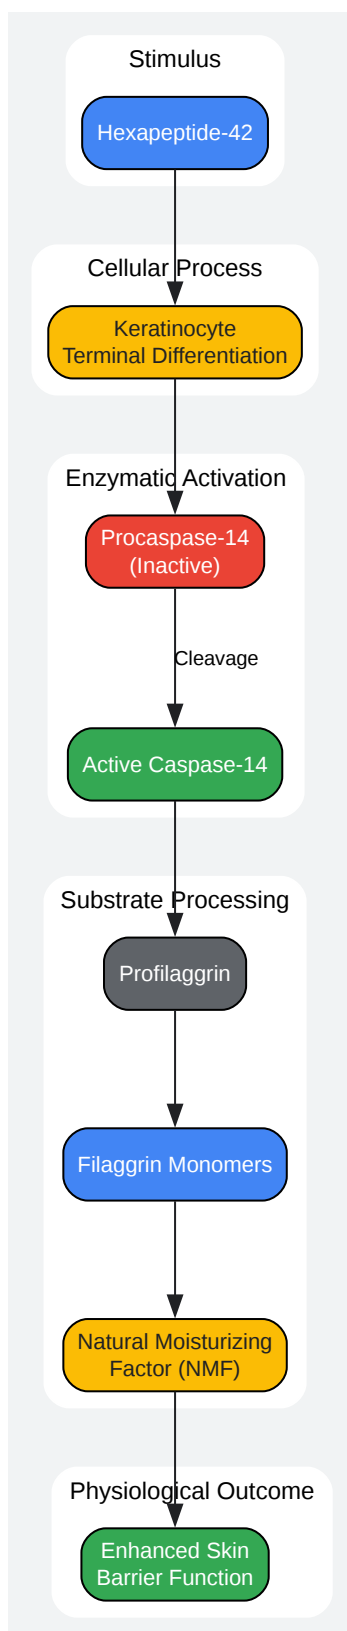 Stimulus
Hexapeptide-42
Cellular Process
Keratinocyte
Terminal Differentiation
Enzymatic Activation
Procaspase-14
(Inactive)
Cleavage
Active Caspase-14
Substrate Processing
Profilaggrin
Filaggrin Monomers
Natural Moisturizing
Factor (NMF)
Physiological Outcome
Enhanced Skin
Barrier Function